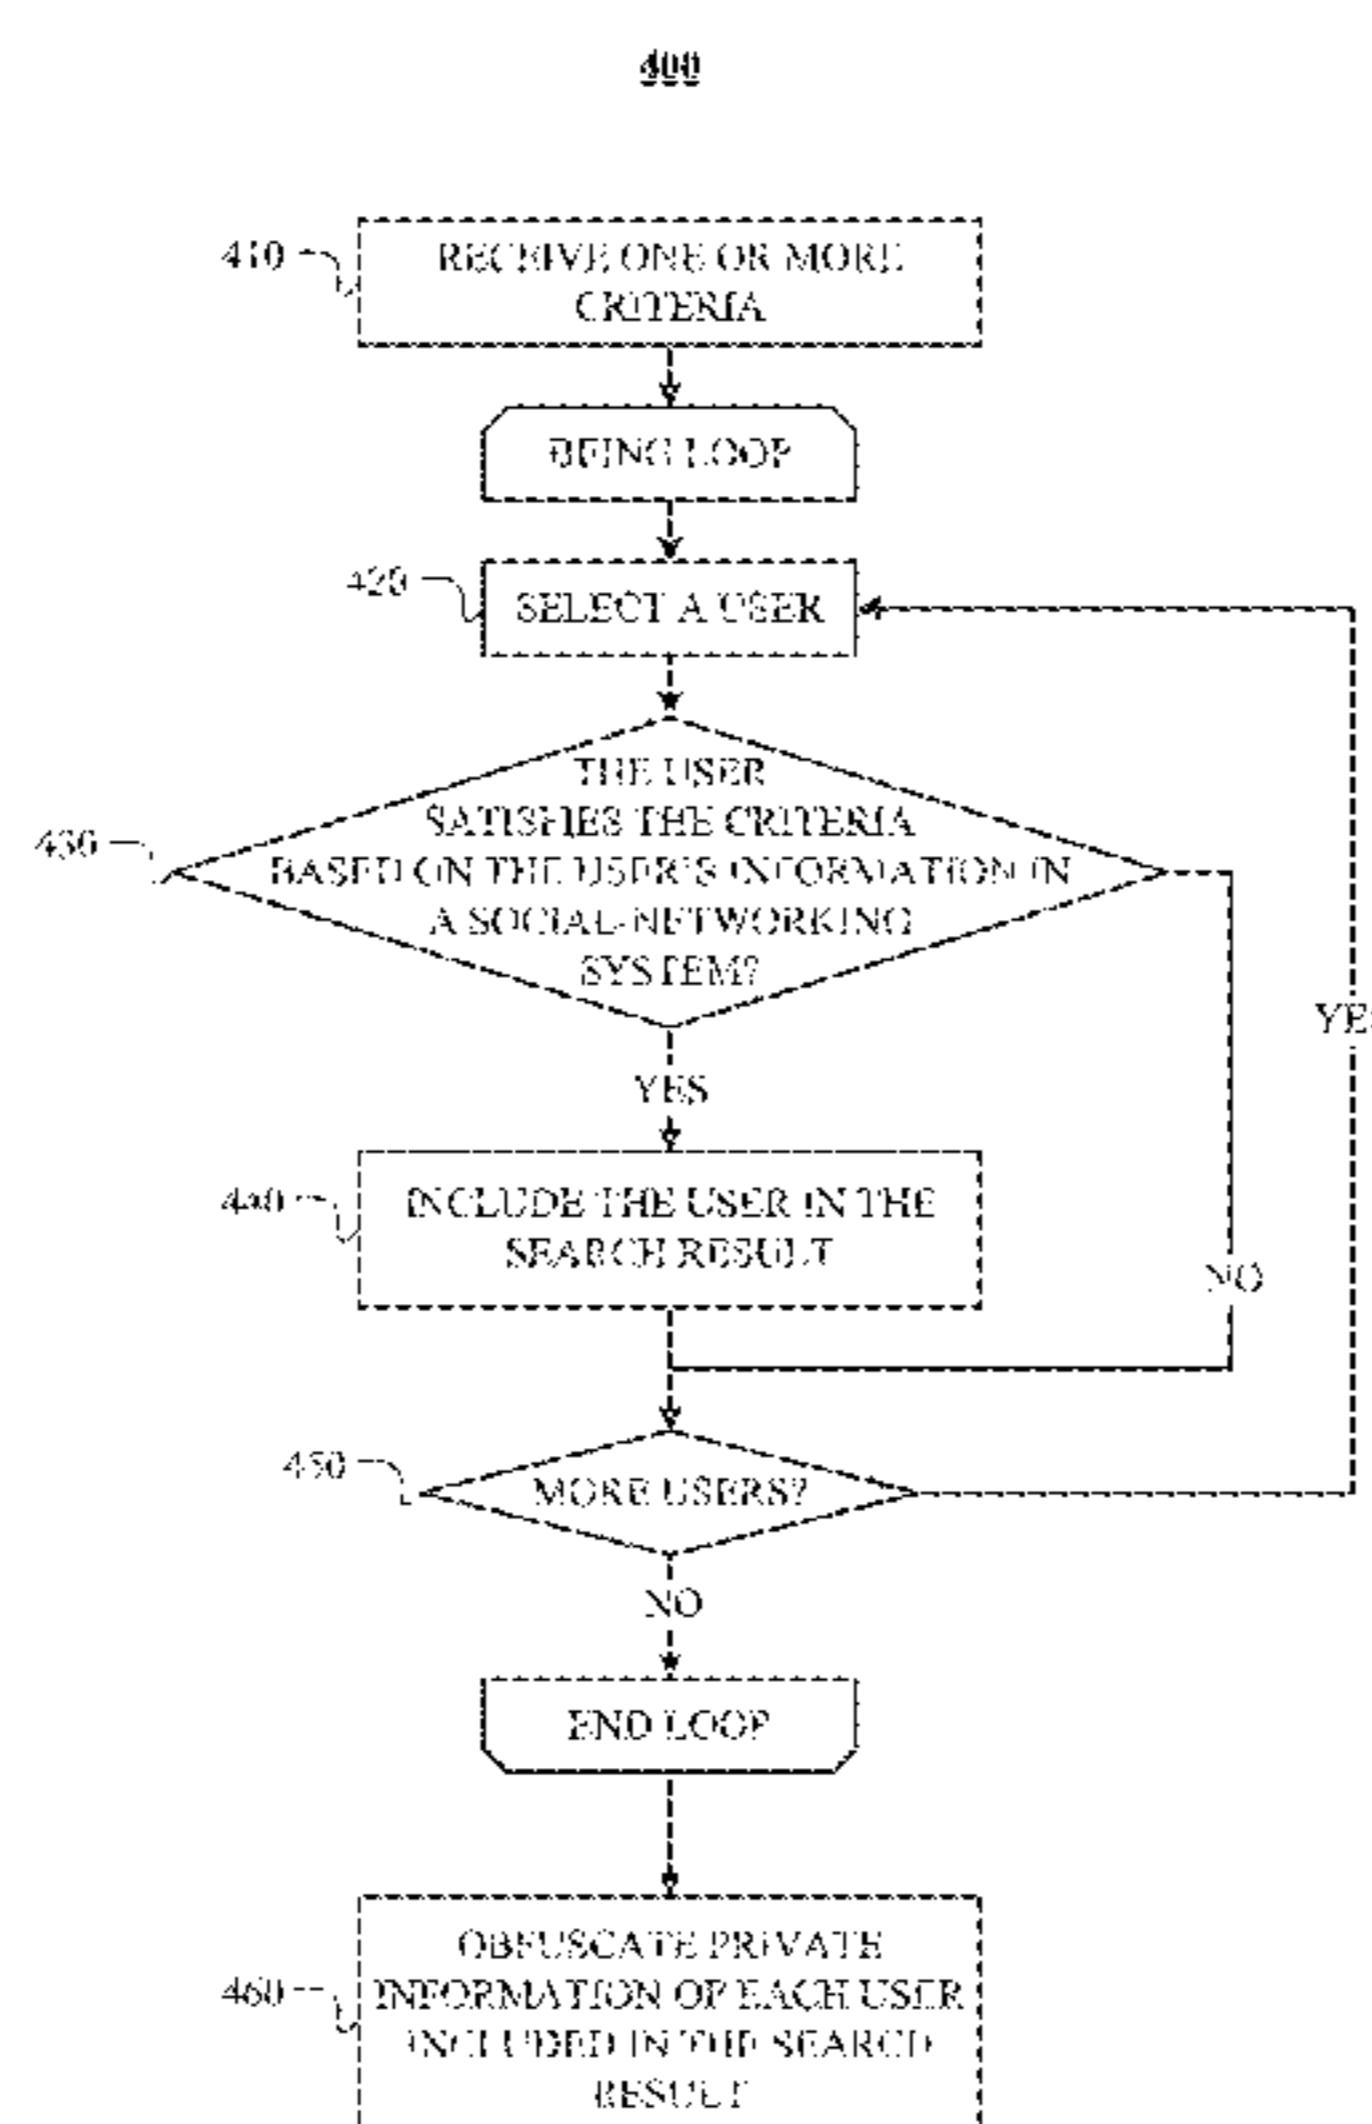 400
410
RECEIVE ONE OR MORE
CRITERIA
BEING LOOP
420
SELECT A USER
THE USER
SATISFIES THE CRITERIA
430
BASED ON THE USER'S INFORMATION IN
A SOCIAL-NETWORKING
SYSTEM?
YES
YES
440
INCLUDE THE USER IN THE
SEARCH RESULT
NO
450
MORE USERS?
NO
END LOOP
OBFUSCATE PRIVATE
460
INFORMATION OF EACH USER
INCLUDED IN THE SEARCH
RESULT